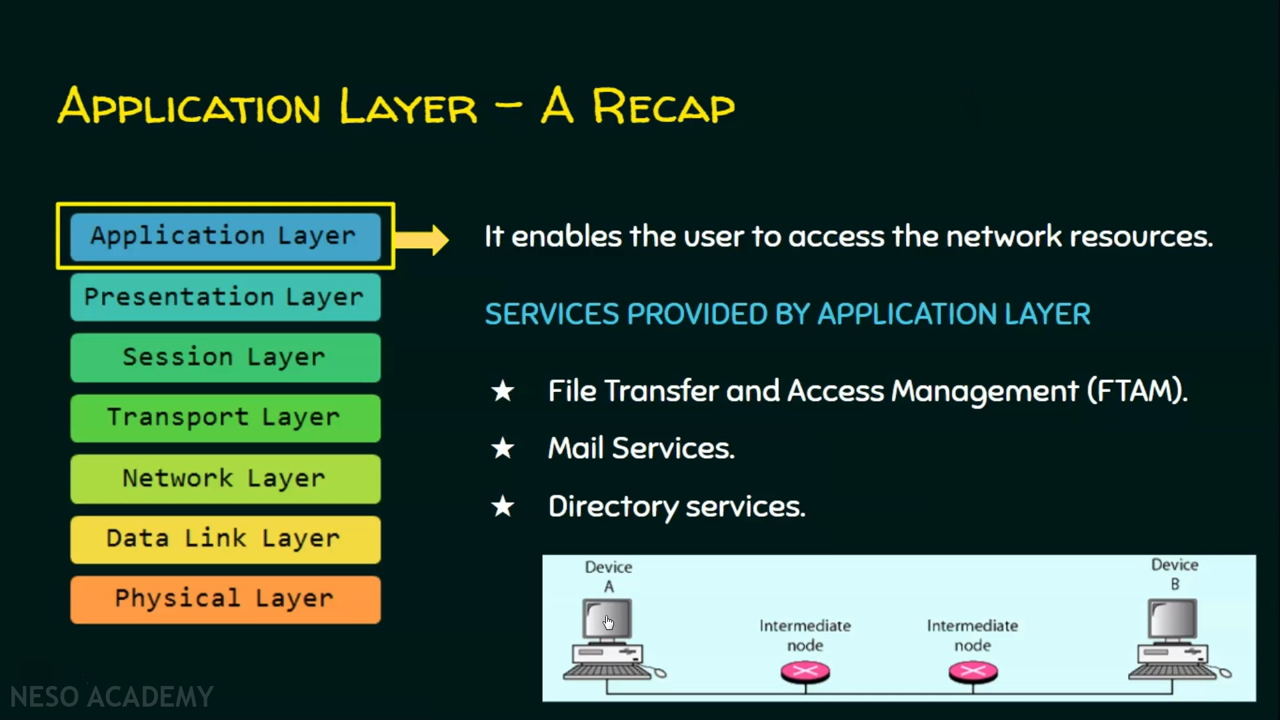 Application Layer – A Recap
Application Layer
Presentation Layer
Session Layer
Transport Layer
Network Layer
Data Link Layer
Physical Layer
It enables the user to access the network resources.
SERVICES PROVIDED BY APPLICATION LAYER
★ File Transfer and Access Management (FTAM).
★ Mail Services.
★ Directory services.
Device
A
Intermediate
node
Intermediate
node
Device
B
NESO ACADEMY